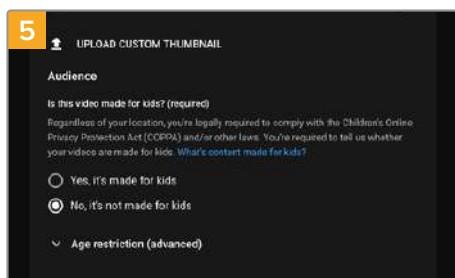 5
UPLOAD CUSTOM THUMBNAIL
Audience
Is this video made for kids? (required)
Regardless of your location, you're legally required to comply with the Children's Online
Privacy Protection Act (COPPA) and/or other laws. You're required to tell us whether
your videos are made for kids. What's content made for kids?
Yes, it's made for kids
No, it's not made for kids
Age restriction (advanced)